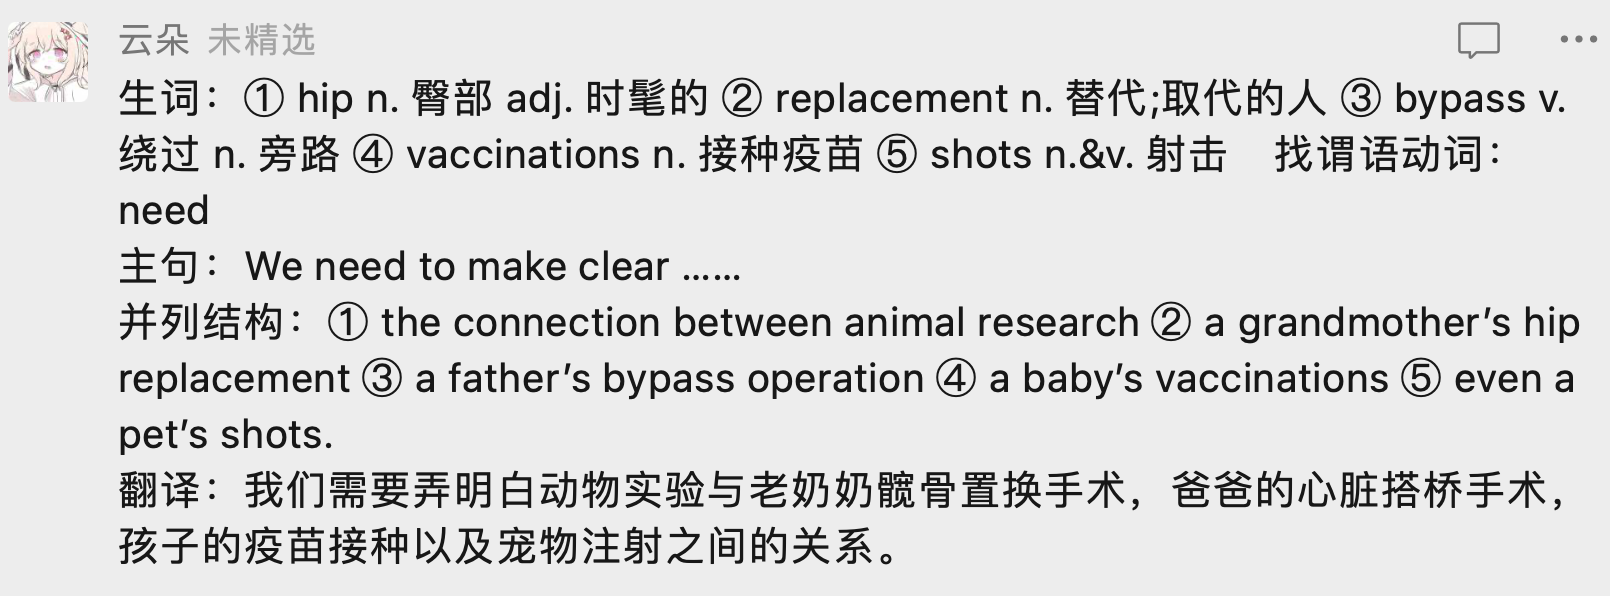 云朵 未精选
生词：① hip n. 臀部 adj. 时髦的 ② replacement n. 替代;取代的人 ③ bypass v.
绕过 n. 旁路 ④ vaccinations n. 接种疫苗 ⑤ shots n.&v. 射击 找谓语动词：
need
主句：We need to make clear ......
并列结构：① the connection between animal research ② a grandmother’s hip
replacement ③ a father’s bypass operation ④ a baby’s vaccinations ⑤ even a
pet’s shots.
翻译：我们需要弄明白动物实验与老奶奶髋骨置换手术，爸爸的心脏搭桥手术，
孩子的疫苗接种以及宠物注射之间的关系。